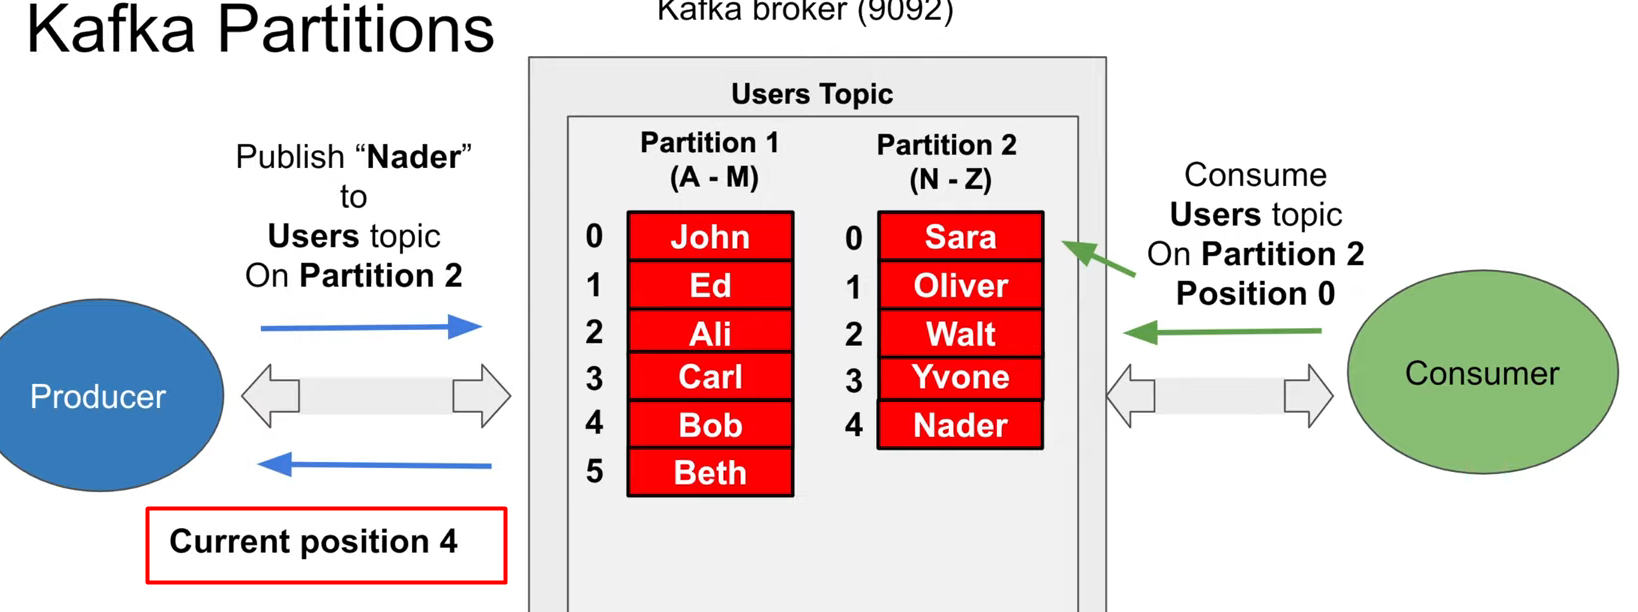 Kafka Partitions
Kafka broker (9092)
Users Topic
Publish “Nader”
to
Users topic
On Partition 2
Producer
Current position 4
Partition 1
(A - M)
0 John
1 Ed
2 Ali
3 Carl
4 Bob
5 Beth
Partition 2
(N - Z)
0 Sara
1 Oliver
2 Walt
3 Yvone
4 Nader
Consume
Users topic
On Partition 2
Position 0
Consumer